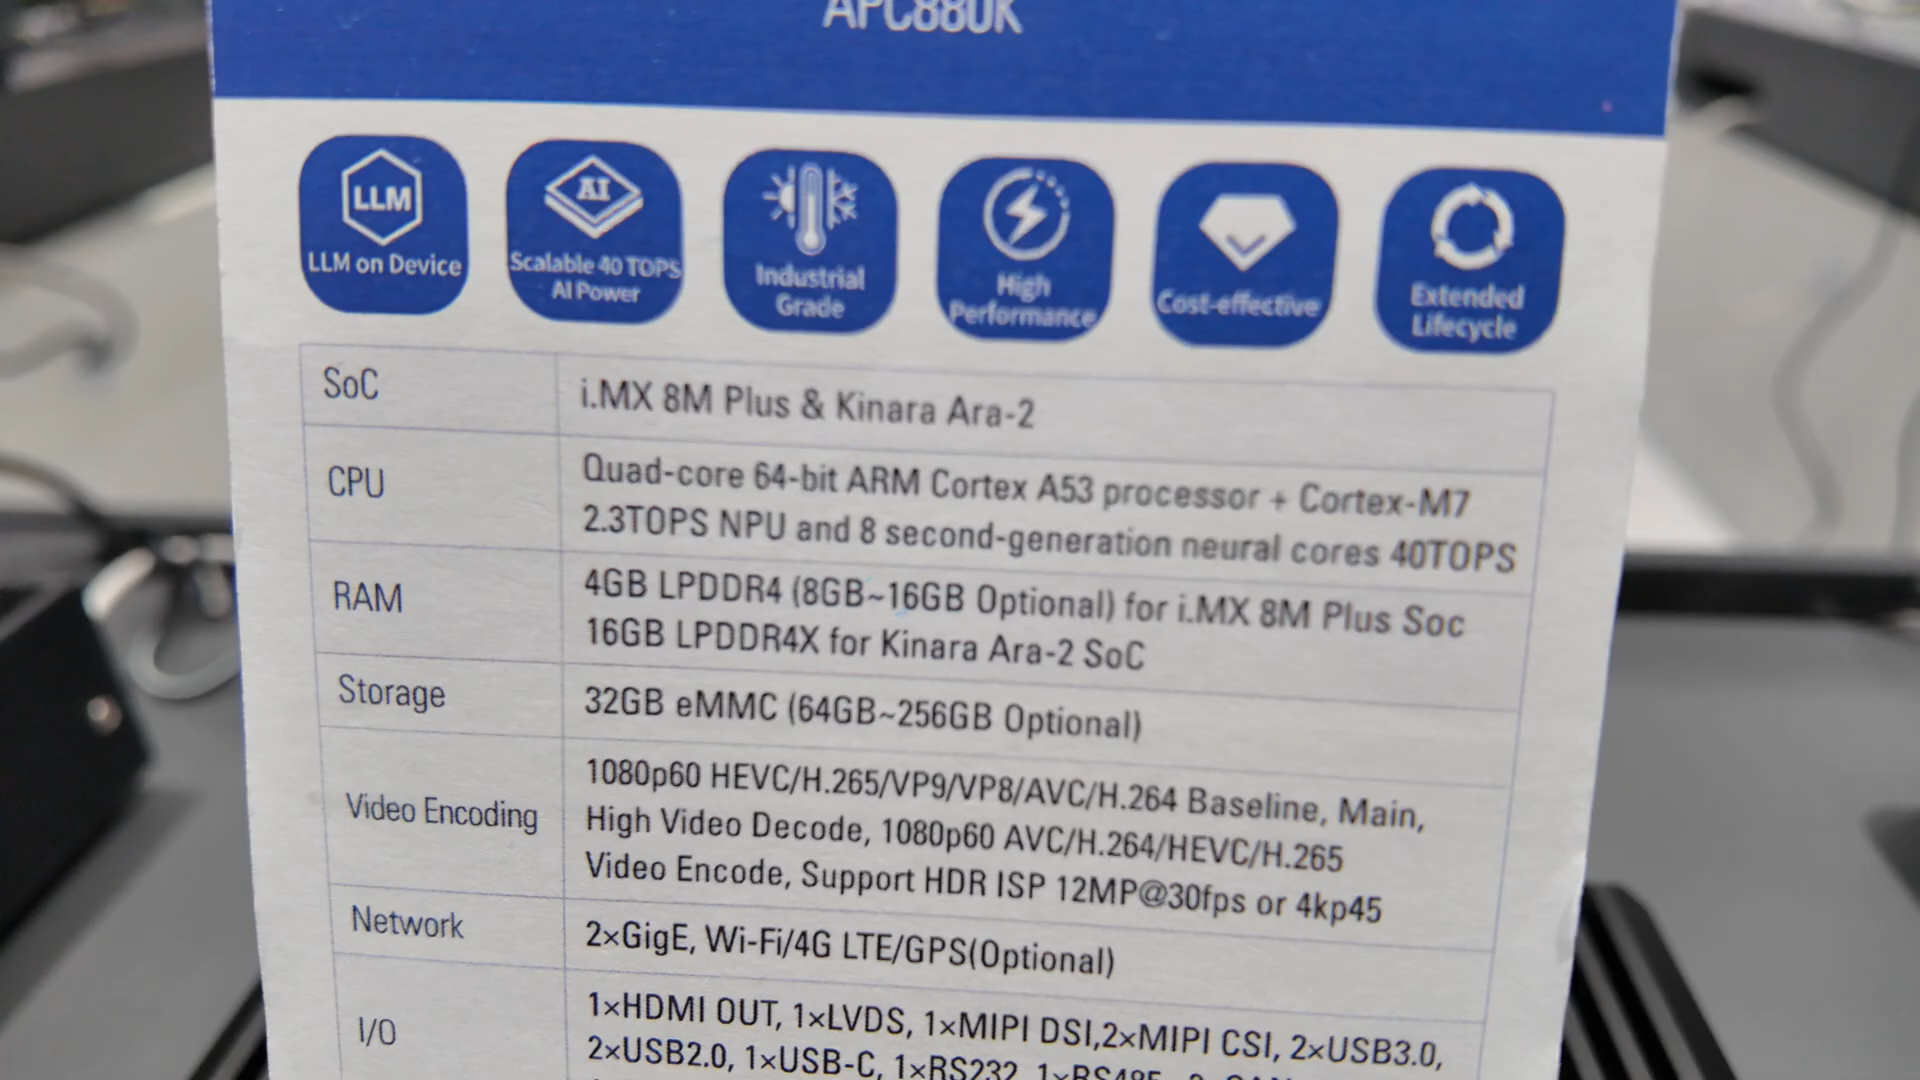 APC880K
LLM
LLM on Device
AI
Scalable 40 TOPS
AI Power
Industrial
Grade
High
Performance
Cost-effective
Extended
Lifecycle
SoC
i.MX 8M Plus & Kinara Ara-2
CPU
Quad-core 64-bit ARM Cortex A53 processor + Cortex-M7
2.3TOPS NPU and 8 second-generation neural cores 40TOPS
RAM
4GB LPDDR4 (8GB~16GB Optional) for i.MX 8M Plus Soc
16GB LPDDR4X for Kinara Ara-2 SoC
Storage
32GB eMMC (64GB~256GB Optional)
Video Encoding
1080p60 HEVC/H.265/VP9/VP8/AVC/H.264 Baseline, Main,
High Video Decode, 1080p60 AVC/H.264/HEVC/H.265
Video Encode, Support HDR ISP 12MP@30fps or 4kp45
Network
2×GigE, Wi-Fi/4G LTE/GPS(Optional)
I/O
1×HDMI OUT, 1×LVDS, 1×MIPI DSI,2×MIPI CSI, 2×USB3.0,
2×USB2.0, 1×USB-C, 1×RS232, 1×RS485,